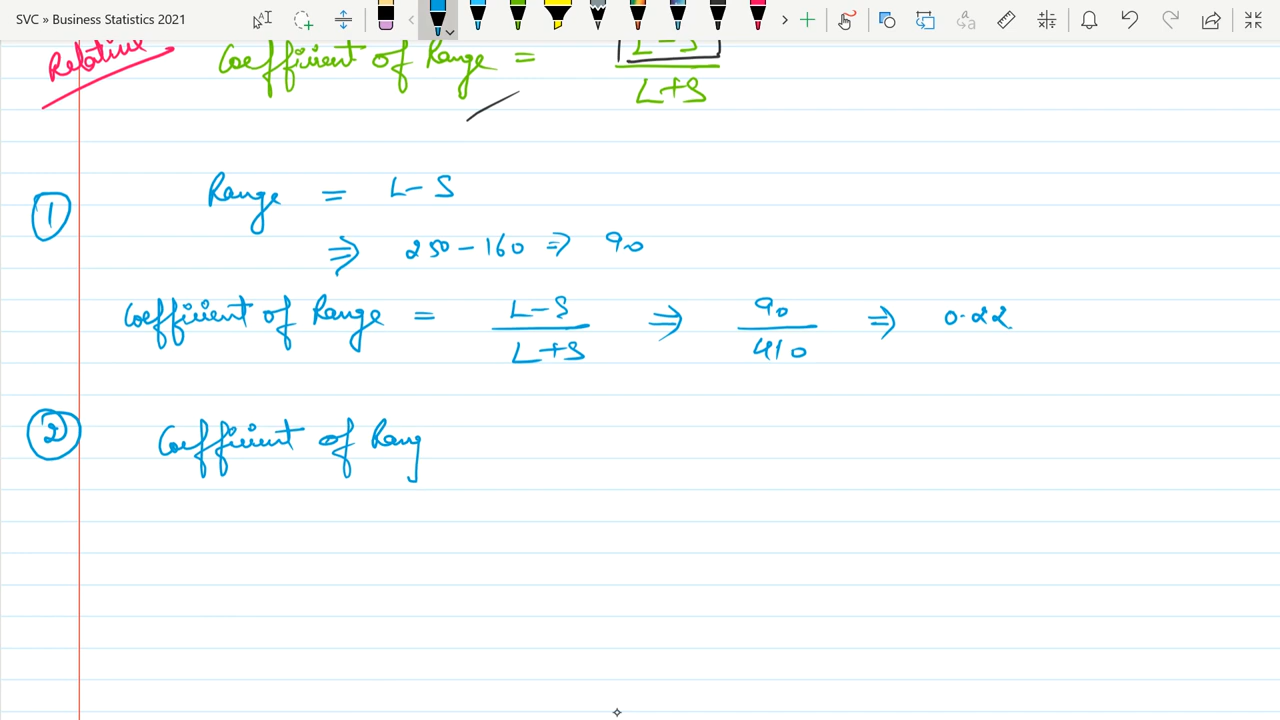 SVC » Business Statistics 2021
Relative Coefficient of Range = L-S / L+S
① Range = L-S
⇒ 250-160 ⇒ 90
Coefficient of Range = L-S / L+S ⇒ 90 / 410 ⇒ 0.22
② Coefficient of Rang